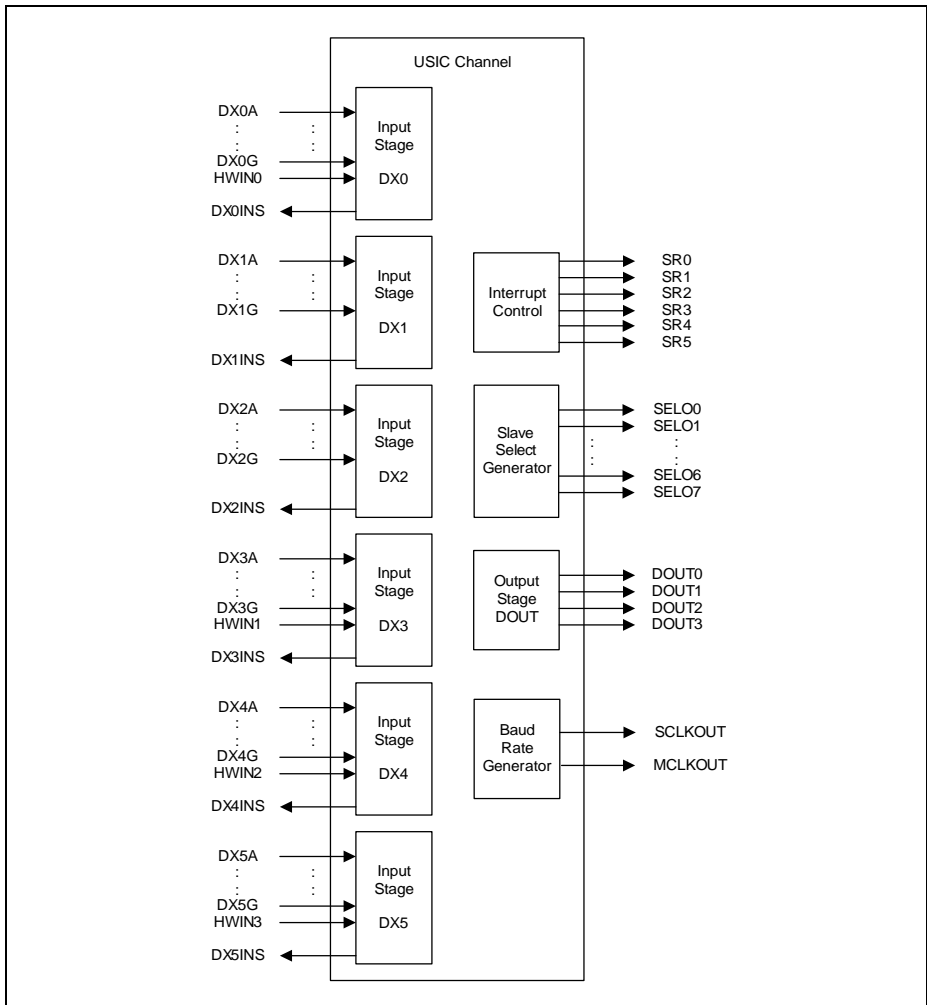 USIC Channel
DX0A
: :
: :
DX0G
HWIN0
DX0INS
Input
Stage
DX0
DX1A
: :
: :
DX1G
DX1INS
Input
Stage
DX1
DX2A
: :
: :
DX2G
DX2INS
Input
Stage
DX2
DX3A
: :
: :
DX3G
HWIN1
DX3INS
Input
Stage
DX3
DX4A
: :
: :
DX4G
HWIN2
DX4INS
Input
Stage
DX4
DX5A
: :
: :
DX5G
HWIN3
DX5INS
Input
Stage
DX5
Interrupt
Control
SR0
SR1
SR2
SR3
SR4
SR5
Slave
Select
Generator
SELO0
SELO1
: :
: :
SELO6
SELO7
Output
Stage
DOUT
DOUT0
DOUT1
DOUT2
DOUT3
Baud
Rate
Generator
SCLKOUT
MCLKOUT